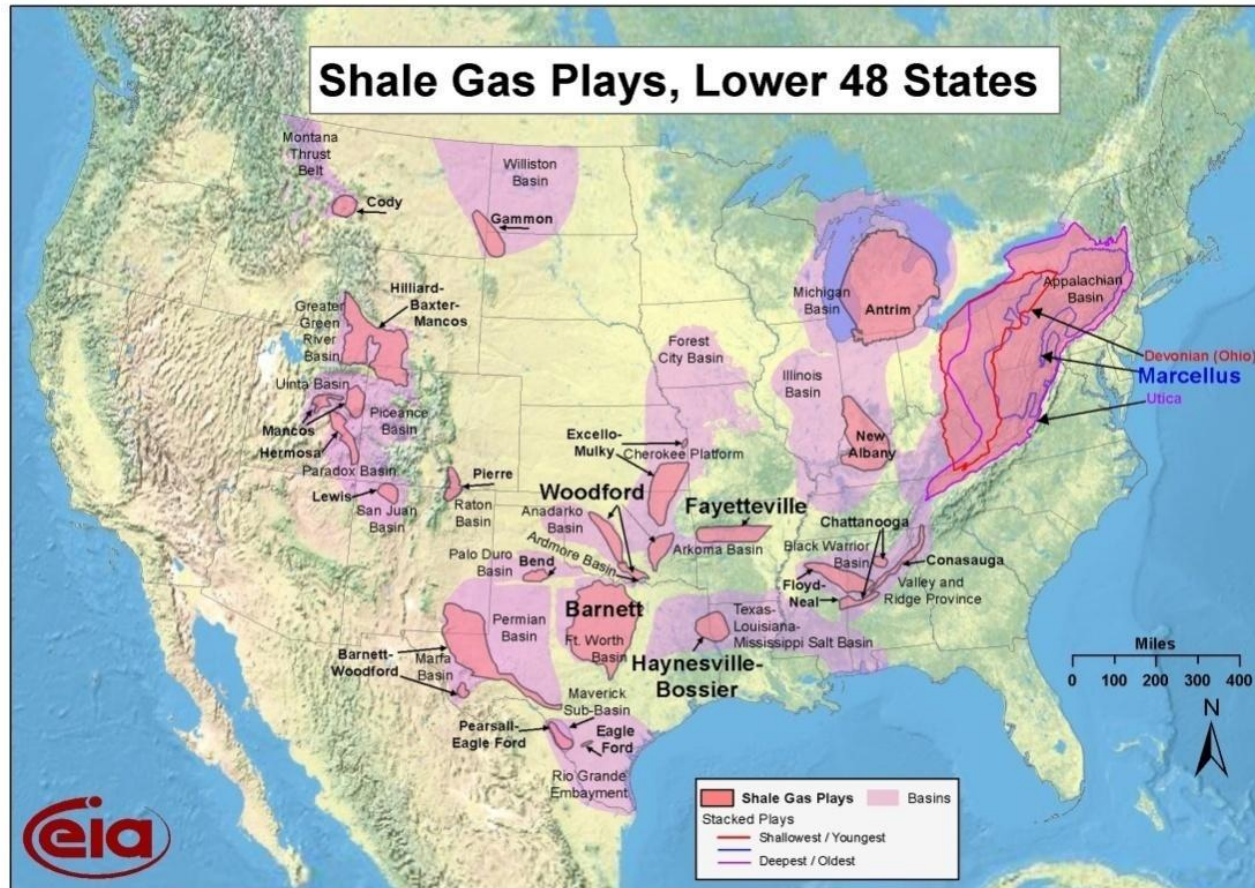 Shale Gas Plays, Lower 48 States
Montana
Thrust
Belt
Cody
Williston
Basin
Gammon
Hilliard-
Baxter-
Mancos
Greater
Green
River
Basin
Uinta Basin
Mancos
Piceance
Basin
Hermosa
Paradox Basin
Lewis
San Juan
Basin
Pierre
Raton
Basin
Forest
City Basin
Excello-
Mulky
Cherokee Platform
Woodford
Anadarko
Basin
Ardmore Basin
Arkoma Basin
Fayetteville
Palo Duro
Basin
Bend
Barnett
Ft. Worth
Basin
Permian
Basin
Barnett-
Woodford
Marfa
Basin
Pearsall-
Eagle Ford
Maverick
Sub-Basin
Eagle
Ford
Rio Grande
Embayment
Haynesville-
Bossier
Texas-
Louisiana-
Mississippi Salt Basin
Floyd-
Neal
Black Warrior
Basin
Chattanooga
Conasauga
Valley and
Ridge Province
Michigan
Basin
Antrim
Illinois
Basin
New
Albany
Appalachian
Basin
Devonian (Ohio)
Marcellus
Utica
Miles
0 100 200 300 400
N
Shale Gas Plays
Basins
Stacked Plays
Shallowest / Youngest
Deepest / Oldest
eia